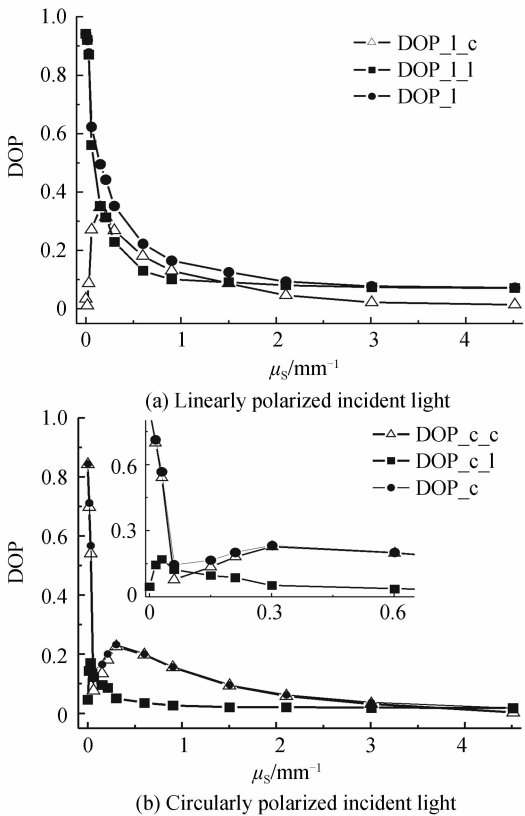 DOP_l_c
DOP_l_l
DOP_l
1.0
0.8
0.6
0.4
0.2
0
DOP
0 1 2 3 4
μS/mm⁻¹
(a) Linearly polarized incident light
DOP_c_c
DOP_c_l
DOP_c
0.6
0.3
0
0 0.3 0.6
1.0
0.8
0.6
0.4
0.2
0
DOP
0 1 2 3 4
μS/mm⁻¹
(b) Circularly polarized incident light